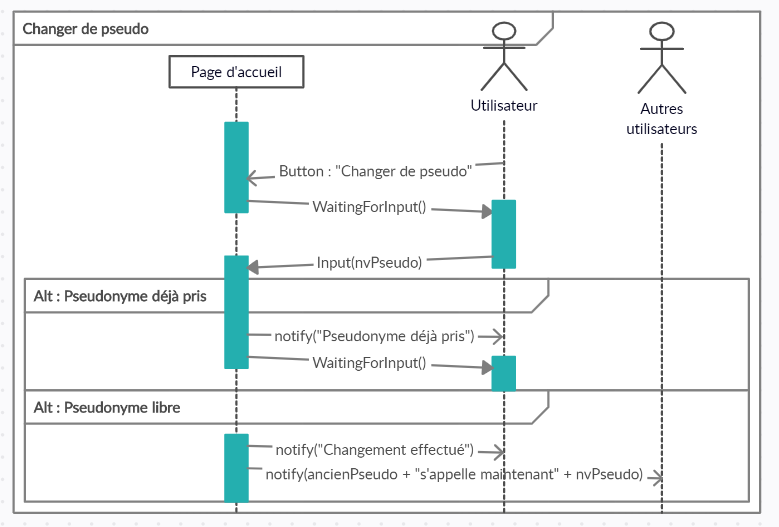 Changer de pseudo
Page d'accueil
Utilisateur
Autres
utilisateurs
Button : "Changer de pseudo"
WaitingForInput()
Input(nvPseudo)
Alt : Pseudonyme déjà pris
notify("Pseudonyme déjà pris")
WaitingForInput()
Alt : Pseudonyme libre
notify("Changement effectué")
notify(ancienPseudo + "s'appelle maintenant" + nvPseudo)